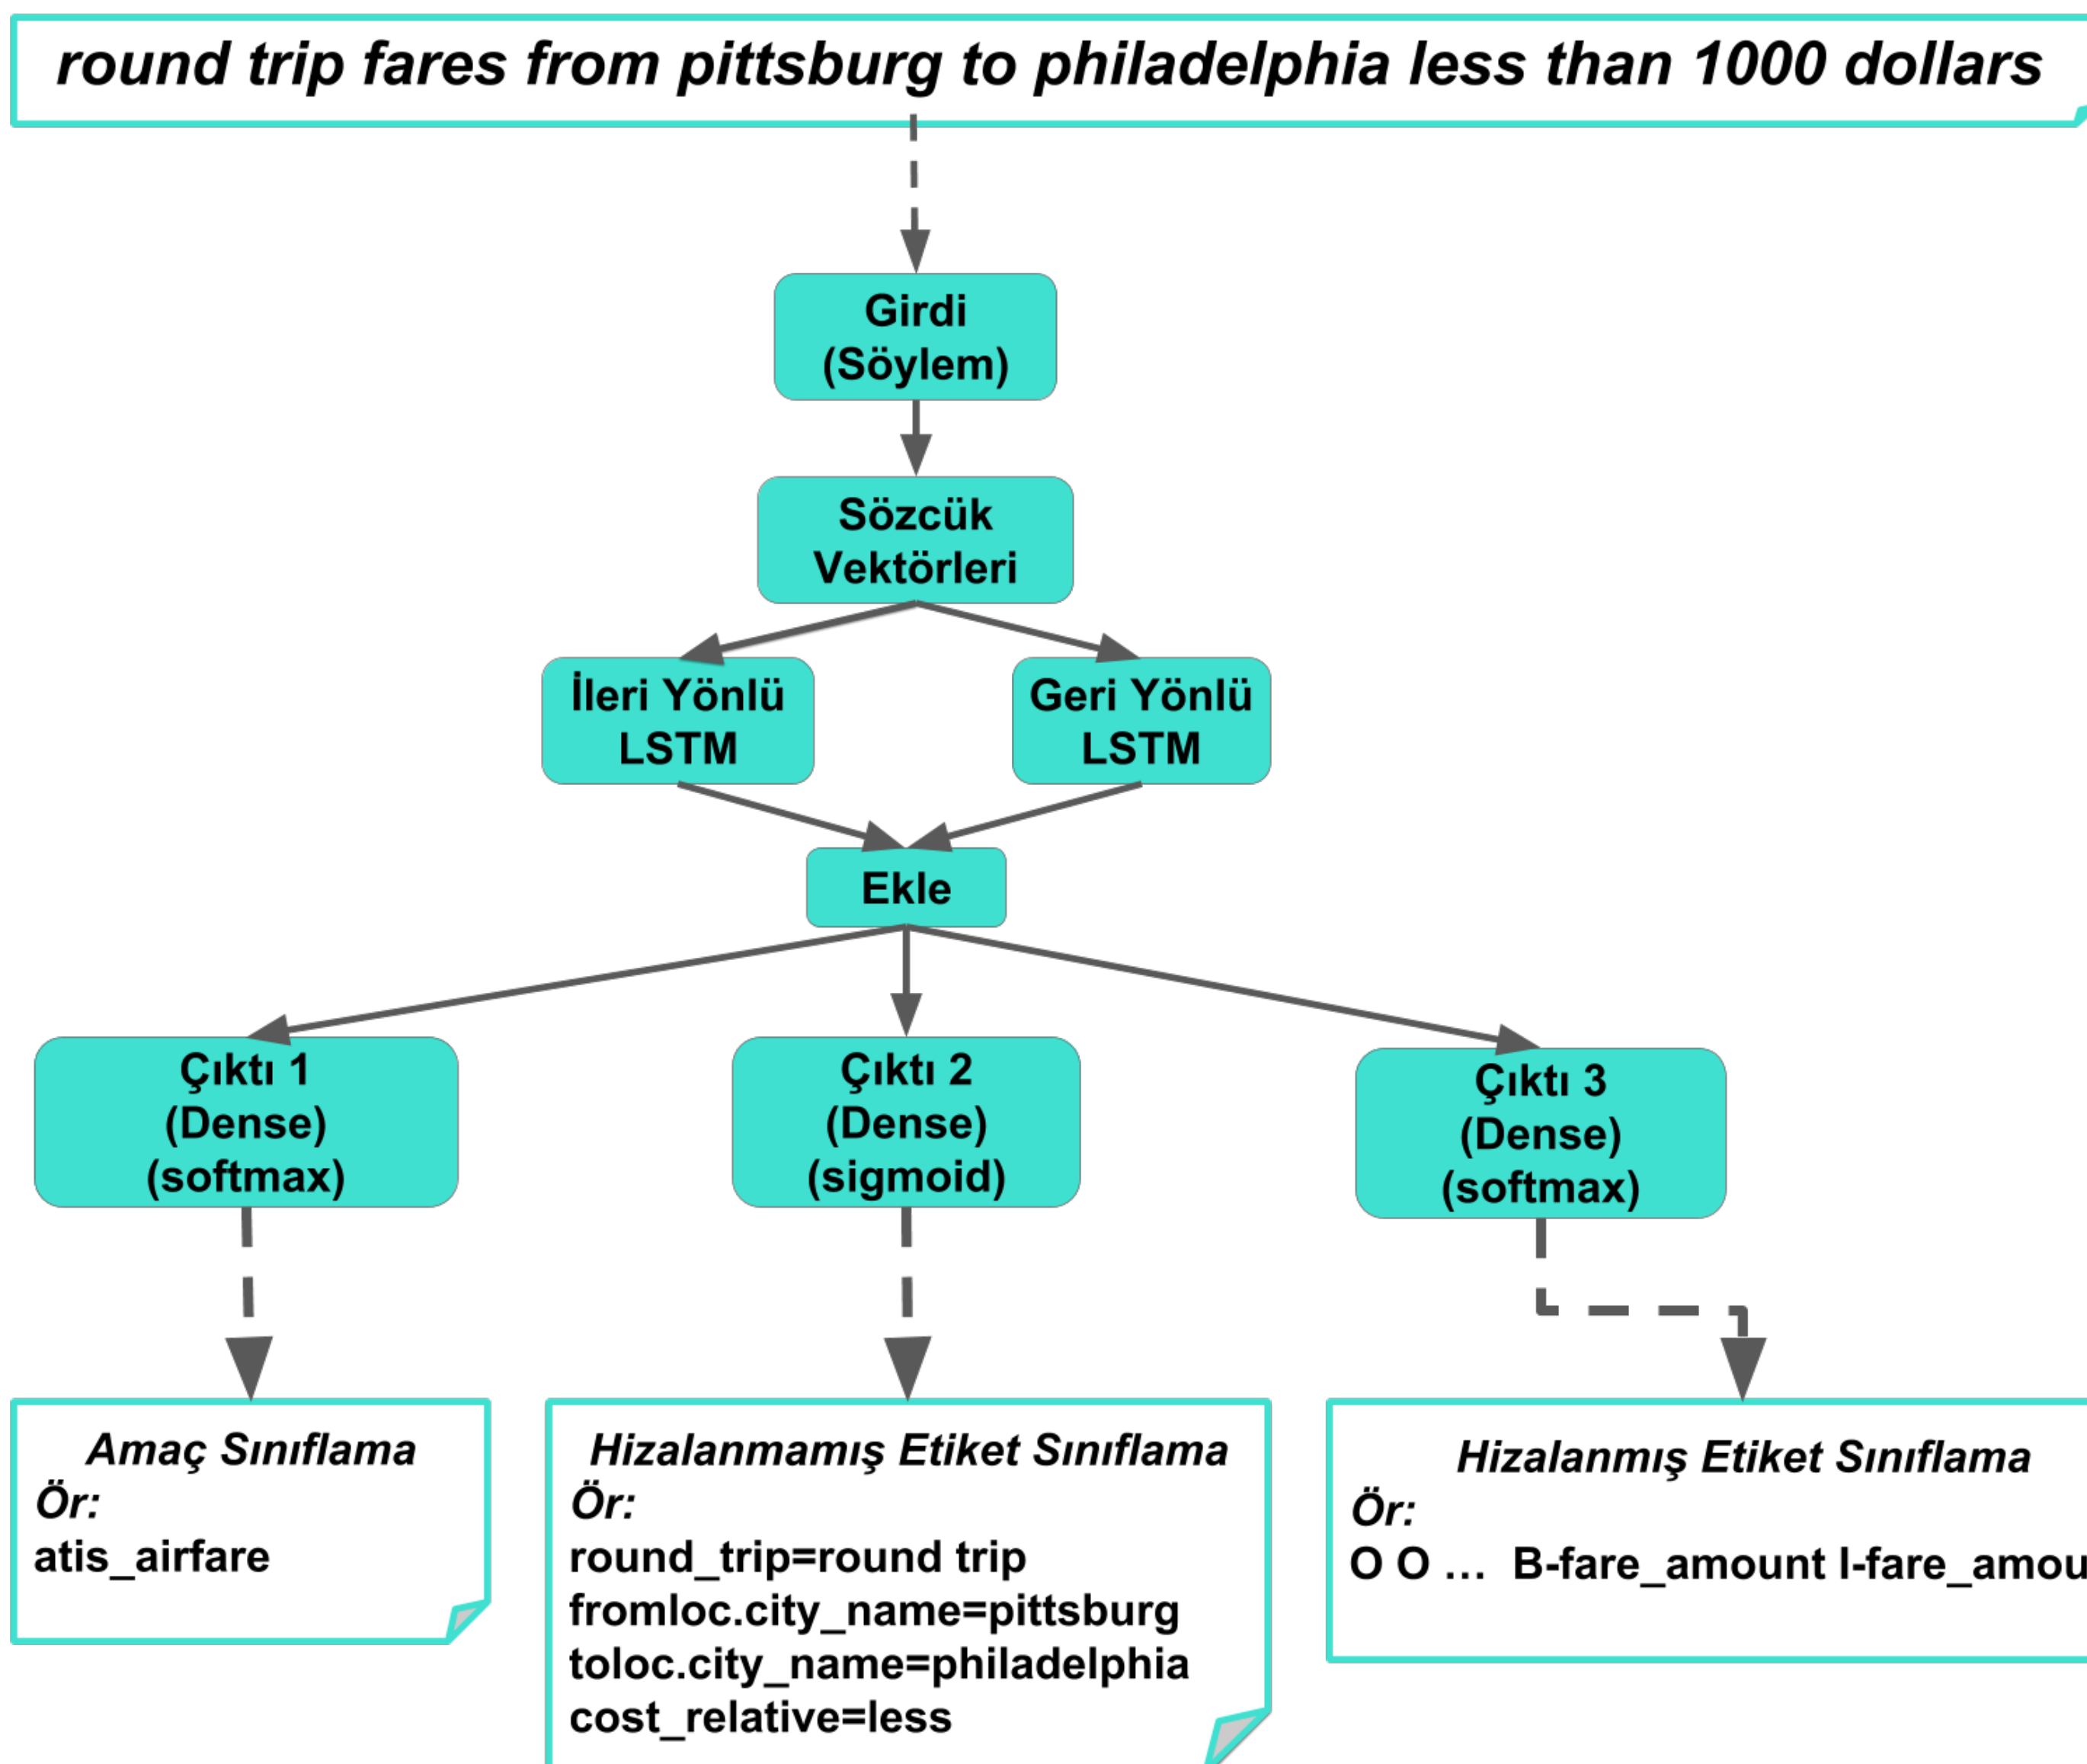 round trip fares from pittsburg to philadelphia less than 1000 dollars
Girdi
(Söylem)
Sözcük
Vektörleri
İleri Yönlü
LSTM
Geri Yönlü
LSTM
Ekle
Çıktı 1
(Dense)
(softmax)
Çıktı 2
(Dense)
(sigmoid)
Çıktı 3
(Dense)
(softmax)
Amaç Sınıflama
Ör:
atis_airfare
Hizalanmamış Etiket Sınıflama
Ör:
round_trip=round trip
fromloc.city_name=pittsburg
toloc.city_name=philadelphia
cost_relative=less
Hizalanmış Etiket Sınıflama
Ör:
O O … B-fare_amount